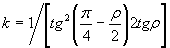 k = 1/[tg²(π/4 − ρ/2)2tgρ]